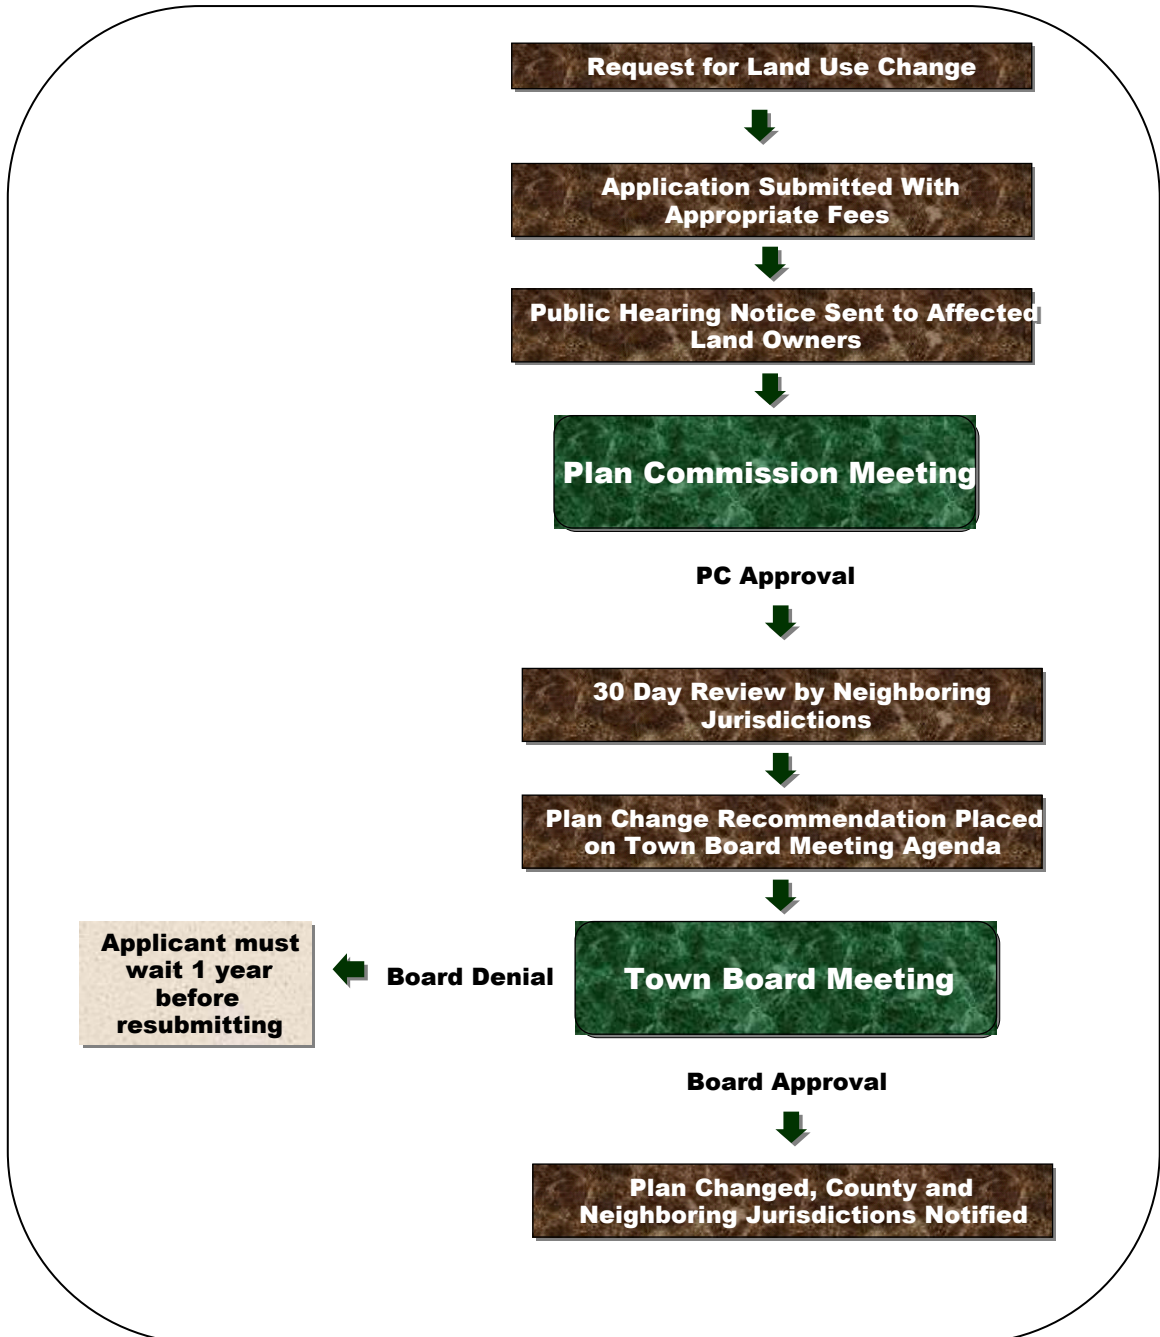 Request for Land Use Change
Application Submitted With
Appropriate Fees
Public Hearing Notice Sent to Affected
Land Owners
Plan Commission Meeting
PC Approval
30 Day Review by Neighboring
Jurisdictions
Plan Change Recommendation Placed
on Town Board Meeting Agenda
Town Board Meeting
Board Denial
Applicant must
wait 1 year
before
resubmitting
Board Approval
Plan Changed, County and
Neighboring Jurisdictions Notified